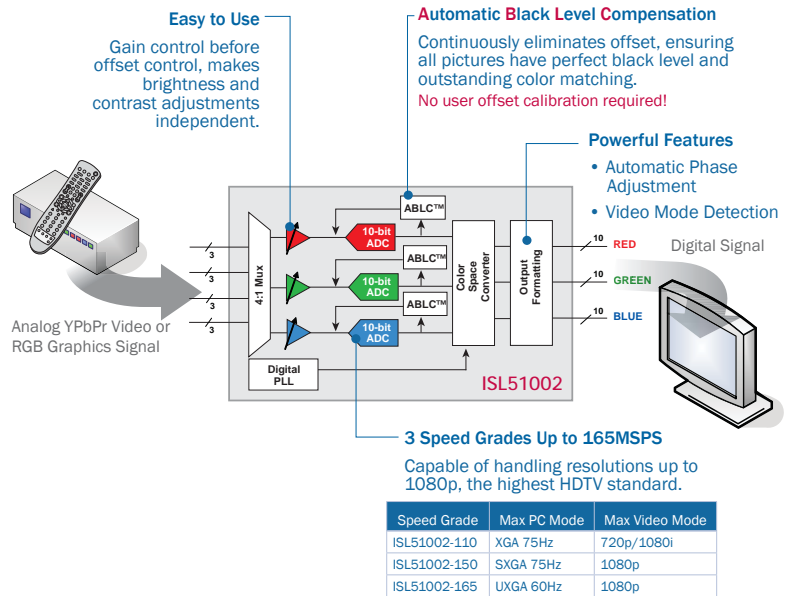 Easy to Use
Gain control before
offset control, makes
brightness and
contrast adjustments
independent.
Automatic Black Level Compensation
Continuously eliminates offset, ensuring
all pictures have perfect black level and
outstanding color matching.
No user offset calibration required!
Powerful Features
• Automatic Phase
Adjustment
• Video Mode Detection
Analog YPbPr Video or
RGB Graphics Signal
3
3
3
3
4:1 Mux
10-bit
ADC
ABLC™
10-bit
ADC
ABLC™
10-bit
ADC
ABLC™
Digital
PLL
Color
Space
Converter
Output
Formatting
ISL51002
10
RED
10
GREEN
10
BLUE
Digital Signal
3 Speed Grades Up to 165MSPS
Capable of handling resolutions up to
1080p, the highest HDTV standard.
Speed Grade Max PC Mode Max Video Mode
ISL51002-110 XGA 75Hz 720p/1080i
ISL51002-150 SXGA 75Hz 1080p
ISL51002-165 UXGA 60Hz 1080p